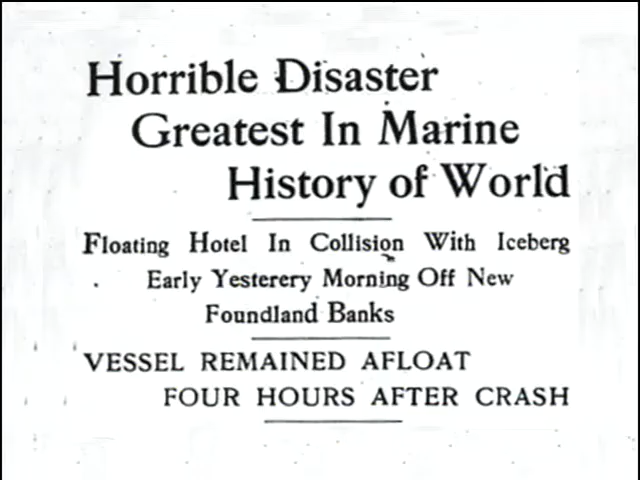 Horrible Disaster
Greatest In Marine
History of World
Floating Hotel In Collision With Iceberg
Early Yesterery Morning Off New
Foundland Banks
VESSEL REMAINED AFLOAT
FOUR HOURS AFTER CRASH